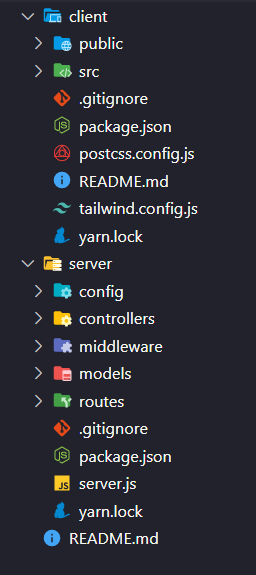 client
public
src
.gitignore
package.json
postcss.config.js
README.md
tailwind.config.js
yarn.lock
server
config
controllers
middleware
models
routes
.gitignore
package.json
server.js
yarn.lock
README.md